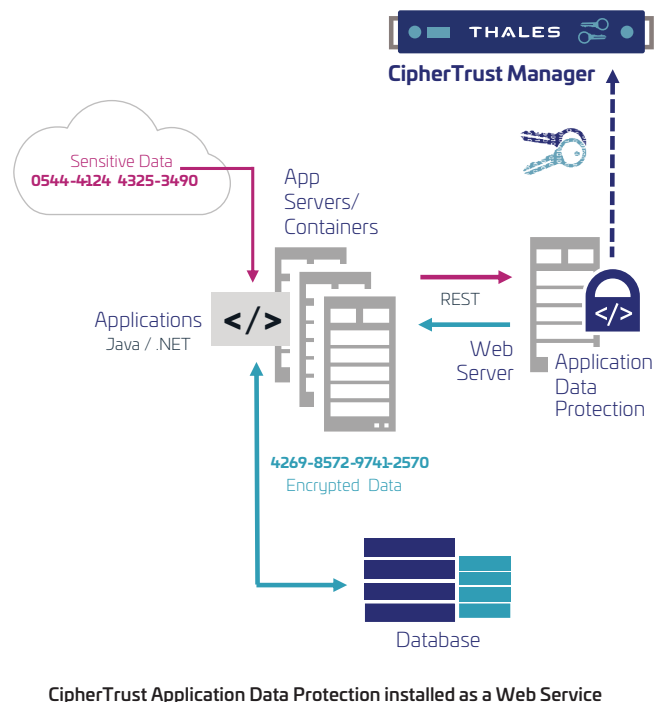 THALES
CipherTrust Manager
Sensitive Data
0544-4124 4325-3490
App
Servers/
Containers
Applications
Java / .NET
</>
REST
Web
Server
</>
Application
Data
Protection
4269-8572-9741-2570
Encrypted Data
Database
CipherTrust Application Data Protection installed as a Web Service